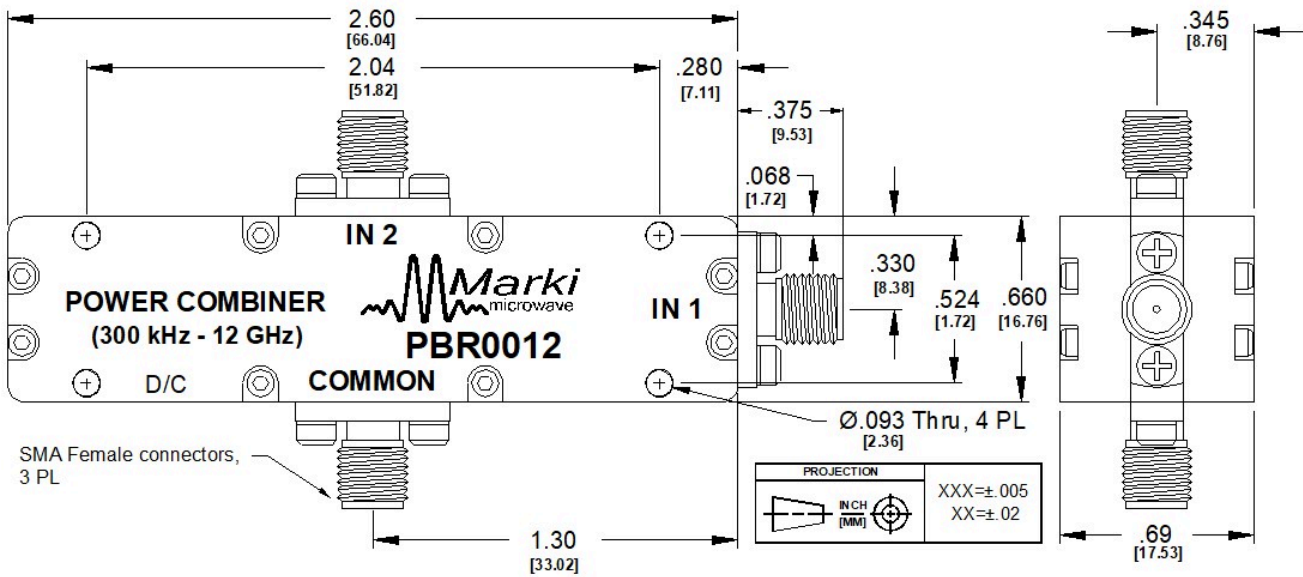 2.60
[66.04]
2.04
[51.82]
.280
[7.11]
.375
[9.53]
.068
[1.72]
.345
[8.76]
IN 2
Marki
microwave
POWER COMBINER
(300 kHz - 12 GHz)
PBR0012
IN 1
D/C
COMMON
.330
[8.38]
.524
[1.72]
.660
[16.76]
Ø.093 Thru, 4 PL
[2.36]
SMA Female connectors,
3 PL
PROJECTION
INCH
[MM]
XXX=±.005
XX=±.02
1.30
[33.02]
.69
[17.53]